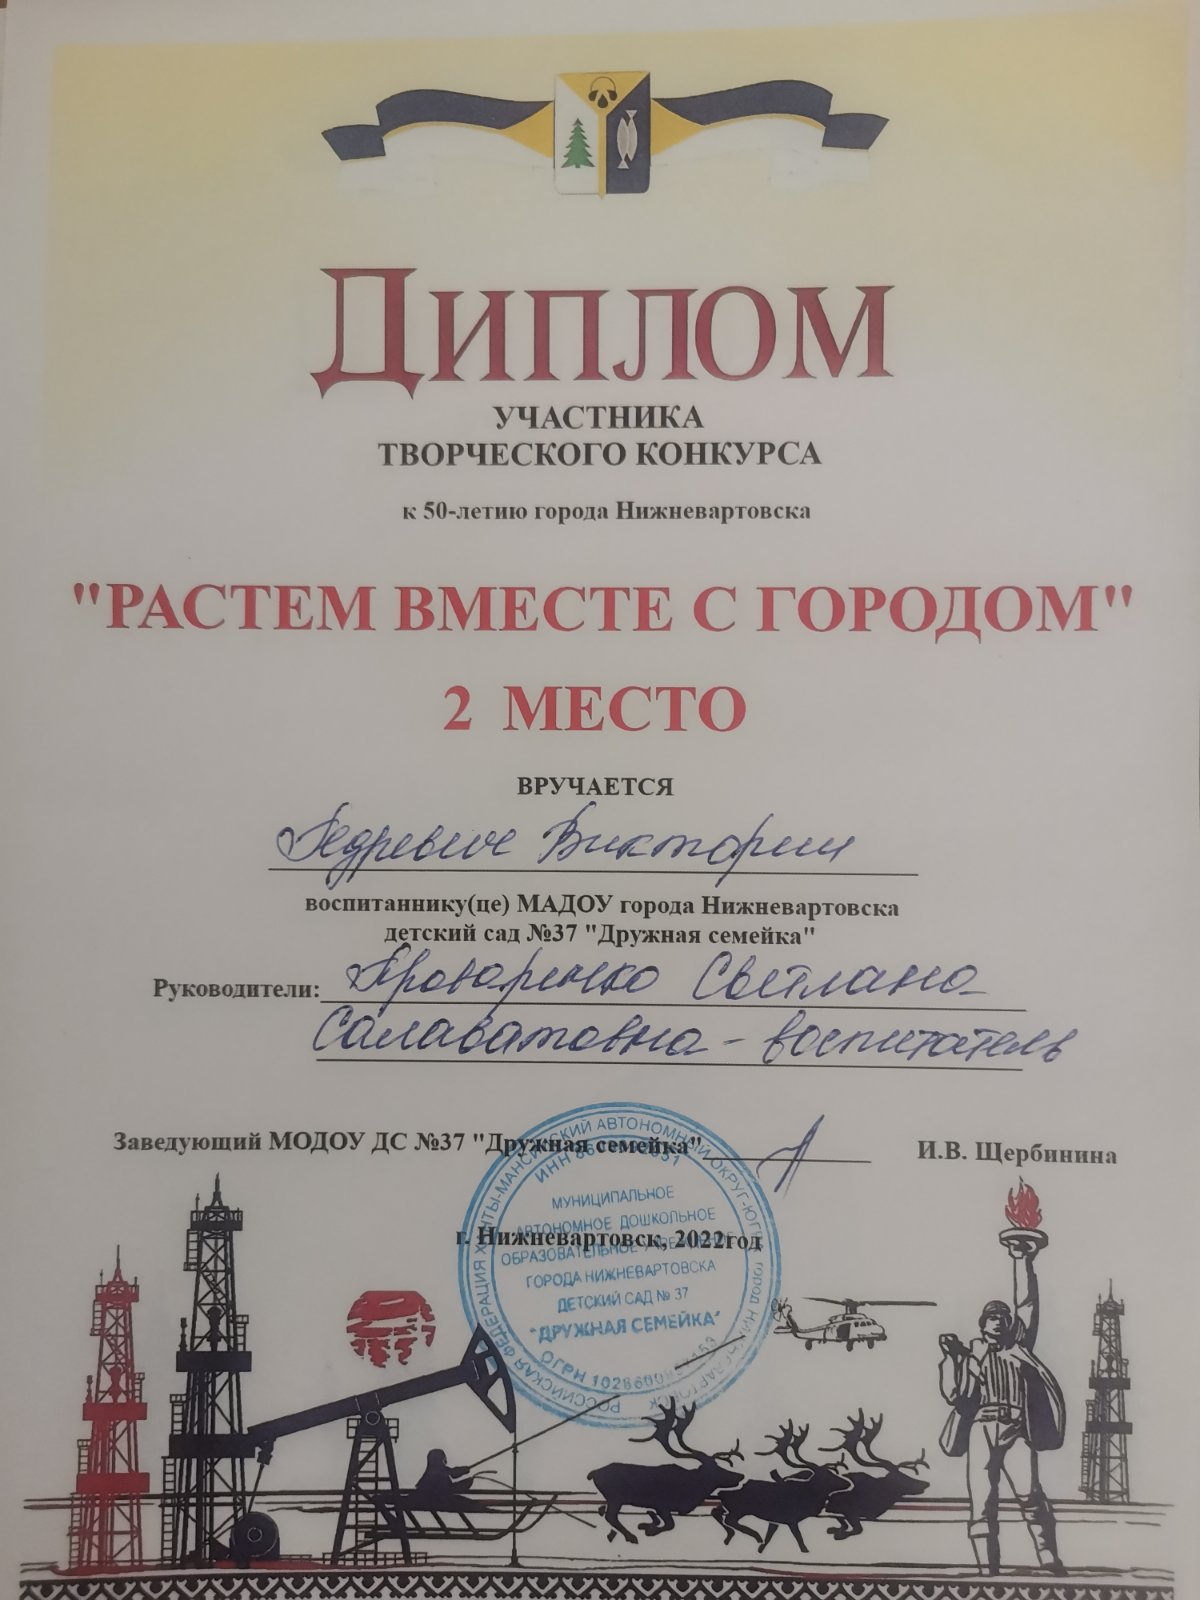 ДИПЛОМ
УЧАСТНИКА
ТВОРЧЕСКОГО КОНКУРСА
к 50-летию города Нижневартовска
"РАСТЕМ ВМЕСТЕ С ГОРОДОМ"
2 МЕСТО
ВРУЧАЕТСЯ
Виктории
воспитаннику(це) МАДОУ города Нижневартовска
детский сад №37 "Дружная семейка"
Руководители: Светлана
Салаватовна - воспитатель
Заведующий МОДОУ ДС №37 "Дружная семейка" И.В. Щербинина
г. Нижневартовск, 2022год
МУНИЦИПАЛЬНОЕ
АВТОНОМНОЕ ДОШКОЛЬНОЕ
ОБРАЗОВАТЕЛЬНОЕ УЧРЕЖДЕНИЕ
ГОРОДА НИЖНЕВАРТОВСКА
ДЕТСКИЙ САД № 37
"ДРУЖНАЯ СЕМЕЙКА"